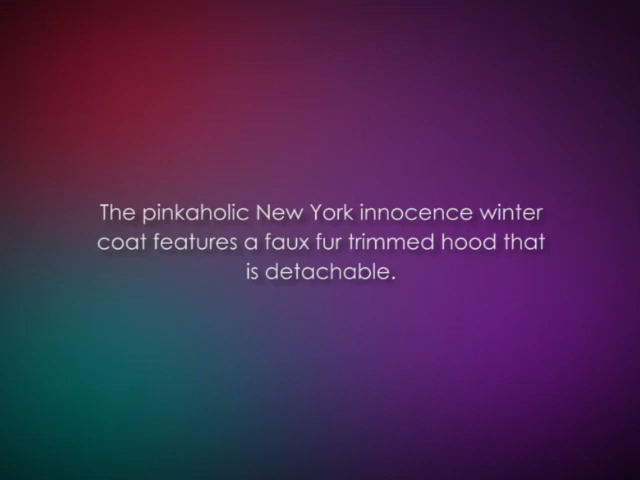 The pinkaholic New York innocence winter
coat features a faux fur trimmed hood that
is detachable.